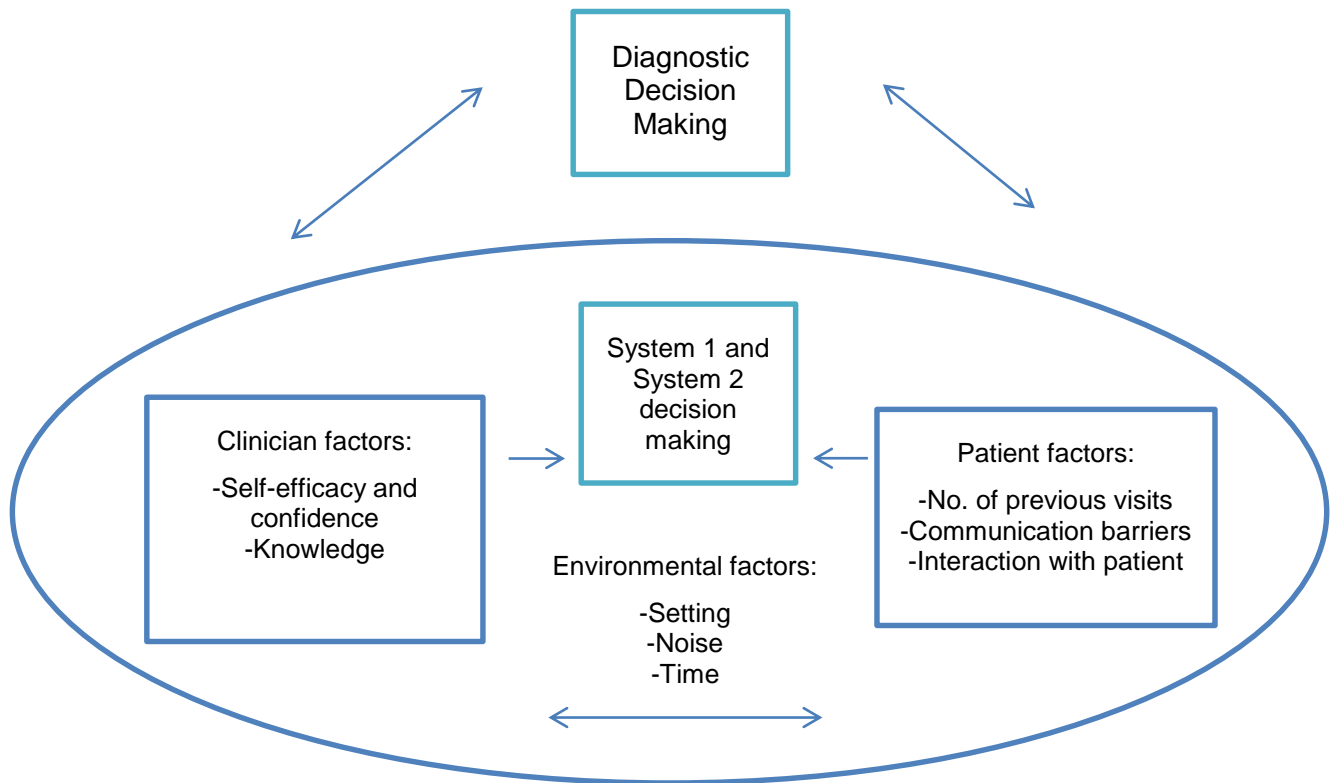 Diagnostic
Decision
Making
System 1 and
System 2
decision
making
Clinician factors:
-Self-efficacy and
confidence
-Knowledge
Patient factors:
-No. of previous visits
-Communication barriers
-Interaction with patient
Environmental factors:
-Setting
-Noise
-Time